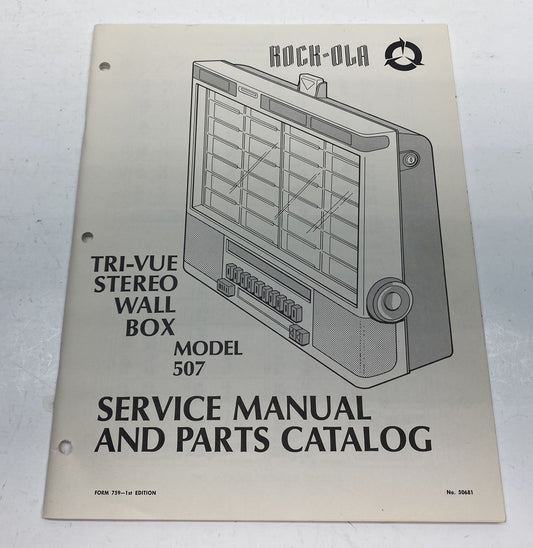 ROCK-OLA
TRI-VUE
STEREO
WALL
BOX
MODEL
507
SERVICE MANUAL
AND PARTS CATALOG
FORM 759—1st EDITION
No. 50681